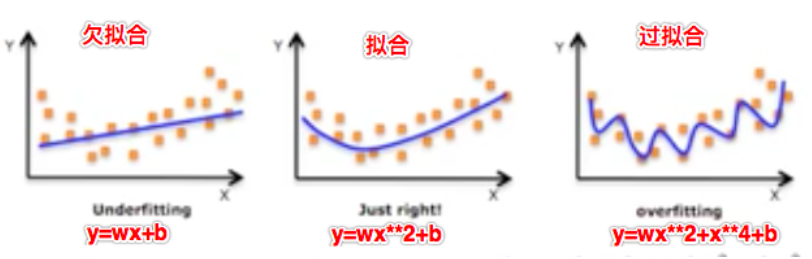 欠拟合
拟合
过拟合
Y
Y
Y
X
X
X
Underfitting
Just right!
overfitting
y=wx+b
y=wx**2+b
y=wx**2+x**4+b